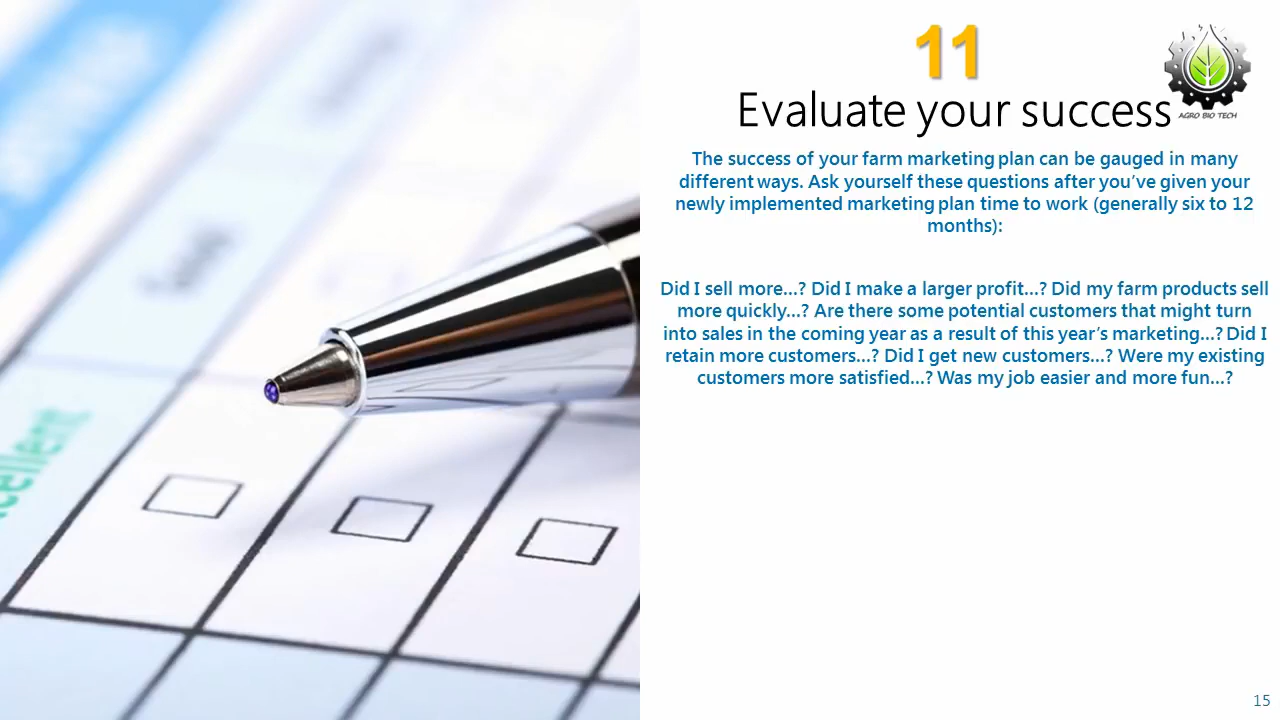 11
Evaluate your success
AGRO BIO TECH
The success of your farm marketing plan can be gauged in many
different ways. Ask yourself these questions after you’ve given your
newly implemented marketing plan time to work (generally six to 12
months):
Did I sell more...? Did I make a larger profit...? Did my farm products sell
more quickly...? Are there some potential customers that might turn
into sales in the coming year as a result of this year’s marketing...? Did I
retain more customers...? Did I get new customers...? Were my existing
customers more satisfied...? Was my job easier and more fun...?
cellent
15